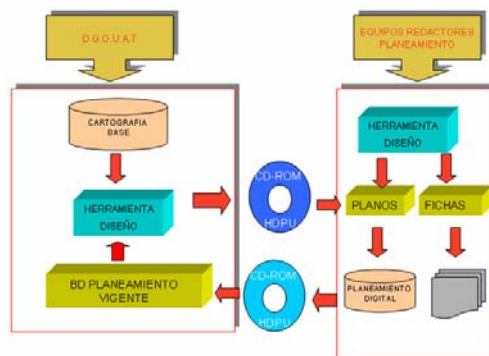 D.G.O.U.A.T
EQUIPOS REDACTORES
PLANEAMIENTO
CARTOGRAFIA
BASE
HERRAMIENTA
DISEÑO
BD PLANEAMIENTO
VIGENTE
CD-ROM
HDPU
CD-ROM
HDPU
HERRAMIENTA
DISEÑO
PLANOS
FICHAS
PLANEAMIENTO
DIGITAL